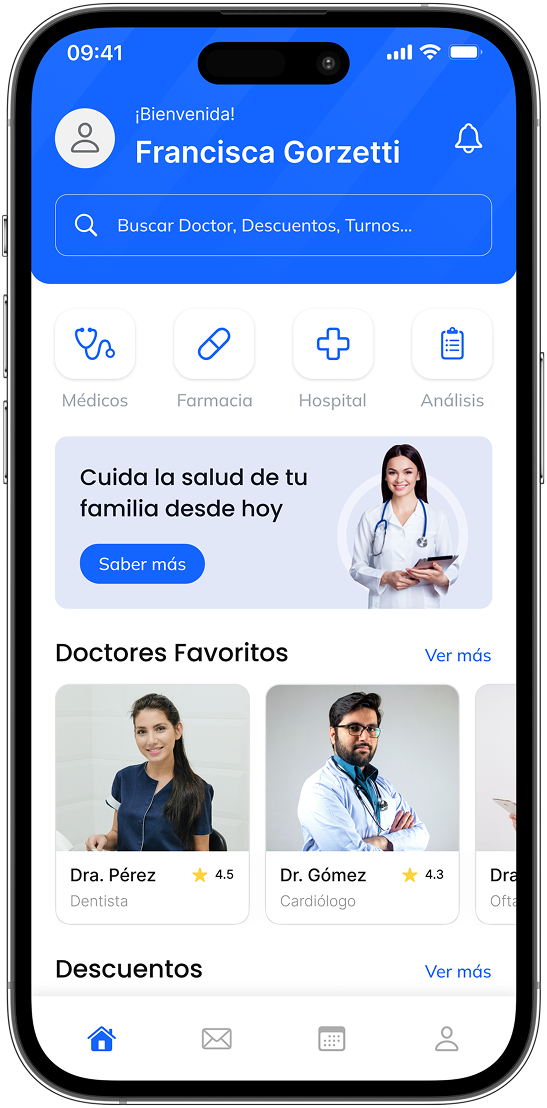 09:41
¡Bienvenida!
Francisca Gorzetti
Buscar Doctor, Descuentos, Turnos...
Médicos Farmacia Hospital Análisis
Cuida la salud de tu
familia desde hoy
Saber más
Doctores Favoritos Ver más
Dra. Pérez 4.5 Dr. Gómez 4.3 Dra
Dentista Cardiólogo Ofta
Descuentos Ver más